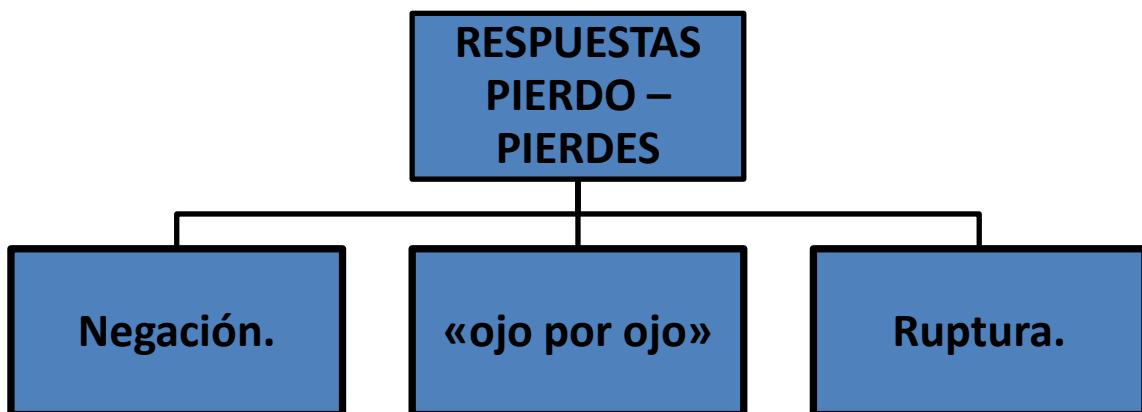 RESPUESTAS
PIERDO –
PIERDES
Negación.
«ojo por ojo»
Ruptura.